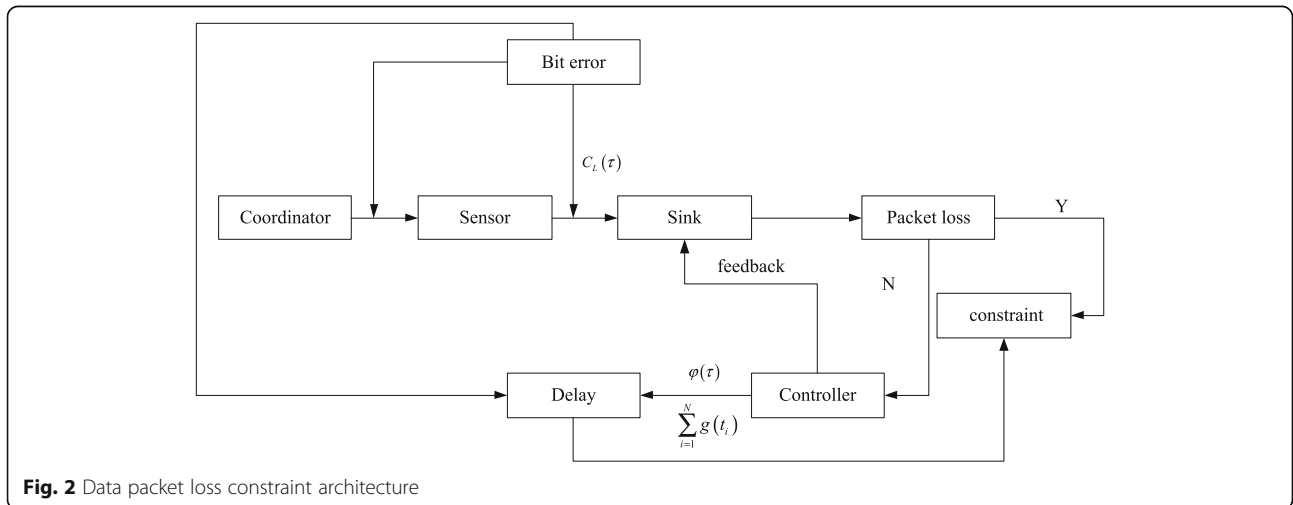 Bit error
C_L(τ)
Coordinator
Sensor
Sink
Packet loss
Y
feedback
N
constraint
φ(τ)
Delay
Controller
∑_{i=1}^{N} g(t_i)
Fig. 2 Data packet loss constraint architecture